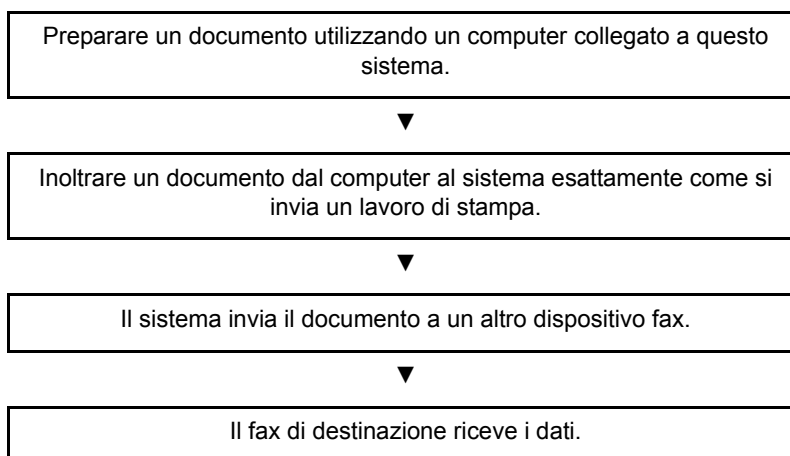 Preparare un documento utilizzando un computer collegato a questo
sistema.
▼
Inoltrare un documento dal computer al sistema esattamente come si
invia un lavoro di stampa.
▼
Il sistema invia il documento a un altro dispositivo fax.
▼
Il fax di destinazione riceve i dati.